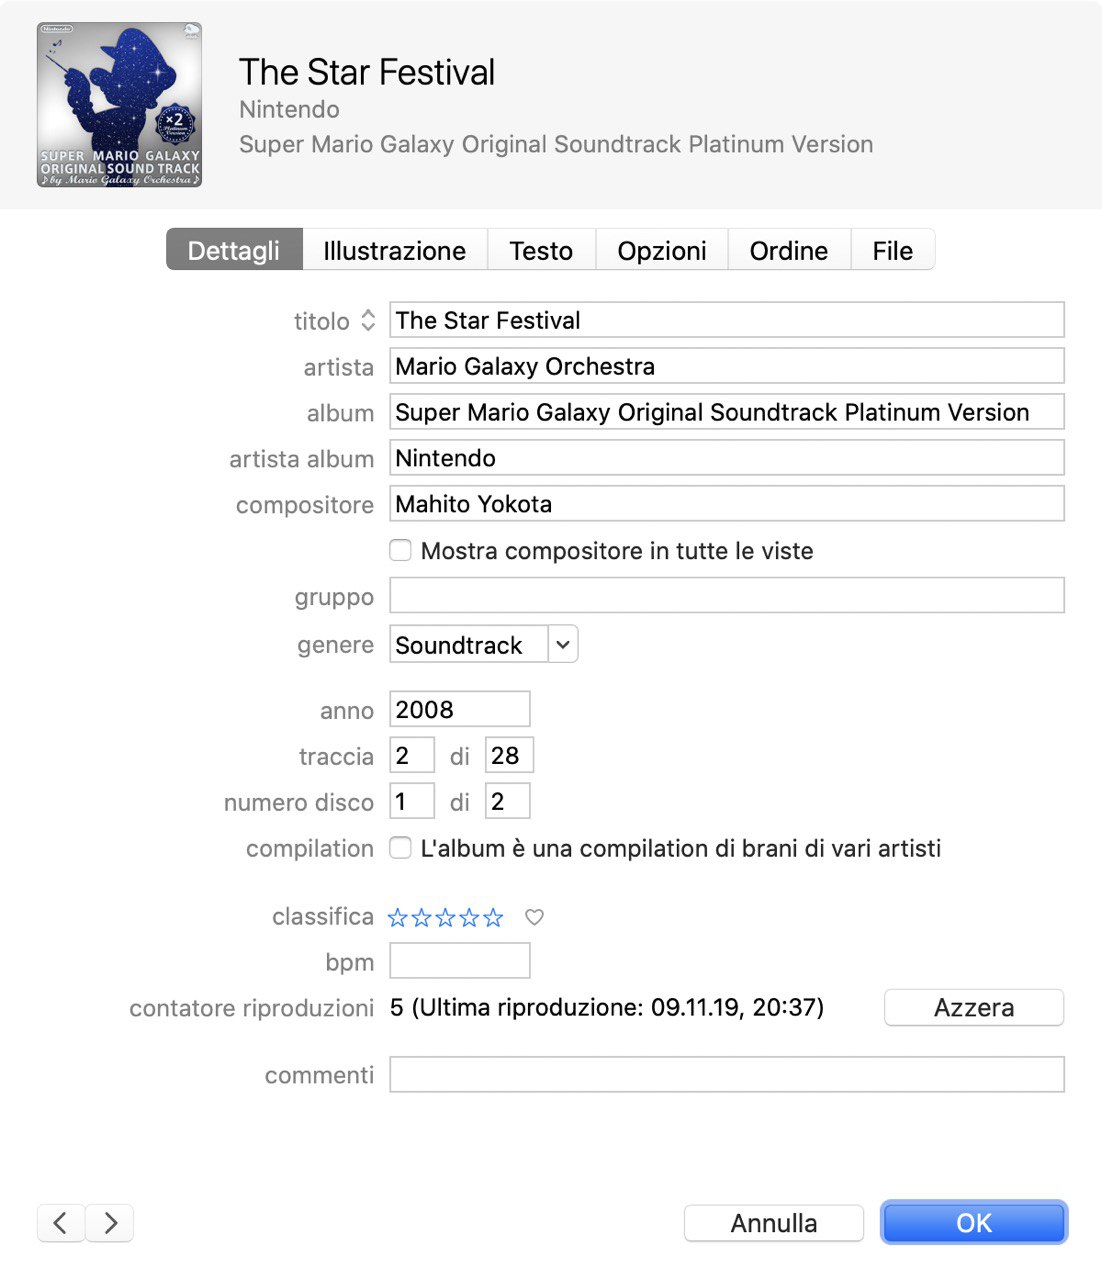 Nintendo
×2
Platinum
Version
SUPER MARIO GALAXY
ORIGINAL SOUND TRACK
♪by Mario Galaxy Orchestra♪
The Star Festival
Nintendo
Super Mario Galaxy Original Soundtrack Platinum Version
Dettagli Illustrazione Testo Opzioni Ordine File
titolo The Star Festival
artista Mario Galaxy Orchestra
album Super Mario Galaxy Original Soundtrack Platinum Version
artista album Nintendo
compositore Mahito Yokota
Mostra compositore in tutte le viste
gruppo
genere Soundtrack
anno 2008
traccia 2 di 28
numero disco 1 di 2
compilation L'album è una compilation di brani di vari artisti
classifica
bpm
contatore riproduzioni 5 (Ultima riproduzione: 09.11.19, 20:37) Azzera
commenti
Annulla OK